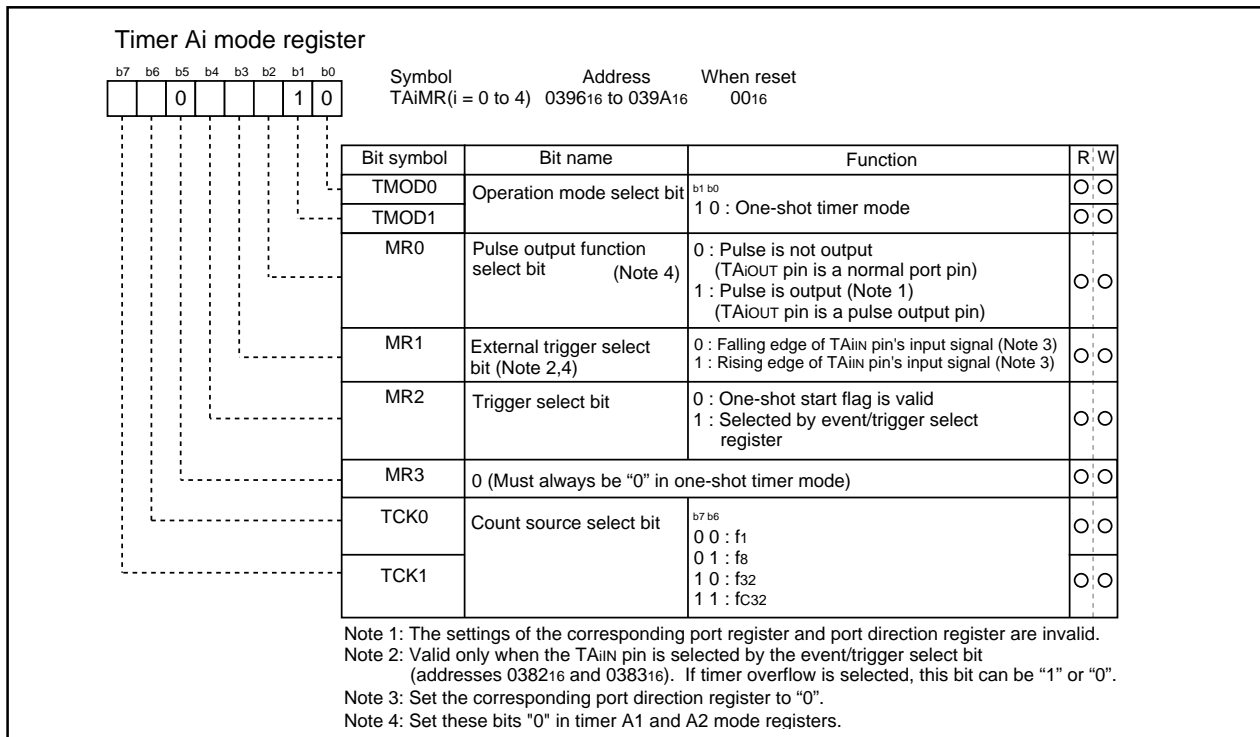 Timer Ai mode register
b7 b6 b5 b4 b3 b2 b1 b0
0 1 0
Symbol Address When reset
TAiMR(i = 0 to 4) 039616 to 039A16 0016
Bit symbol Bit name Function R W
TMOD0 Operation mode select bit b1 b0
1 0 : One-shot timer mode
TMOD1
MR0 Pulse output function
select bit (Note 4)
0 : Pulse is not output
(TAiOUT pin is a normal port pin)
1 : Pulse is output (Note 1)
(TAiOUT pin is a pulse output pin)
MR1 External trigger select
bit (Note 2,4)
0 : Falling edge of TAiIN pin's input signal (Note 3)
1 : Rising edge of TAiIN pin's input signal (Note 3)
MR2 Trigger select bit
0 : One-shot start flag is valid
1 : Selected by event/trigger select
register
MR3 0 (Must always be “0” in one-shot timer mode)
TCK0 Count source select bit
b7 b6
0 0 : f1
0 1 : f8
TCK1
1 0 : f32
1 1 : fC32
Note 1: The settings of the corresponding port register and port direction register are invalid.
Note 2: Valid only when the TAiIN pin is selected by the event/trigger select bit
(addresses 038216 and 038316). If timer overflow is selected, this bit can be “1” or “0”.
Note 3: Set the corresponding port direction register to “0”.
Note 4: Set these bits "0" in timer A1 and A2 mode registers.